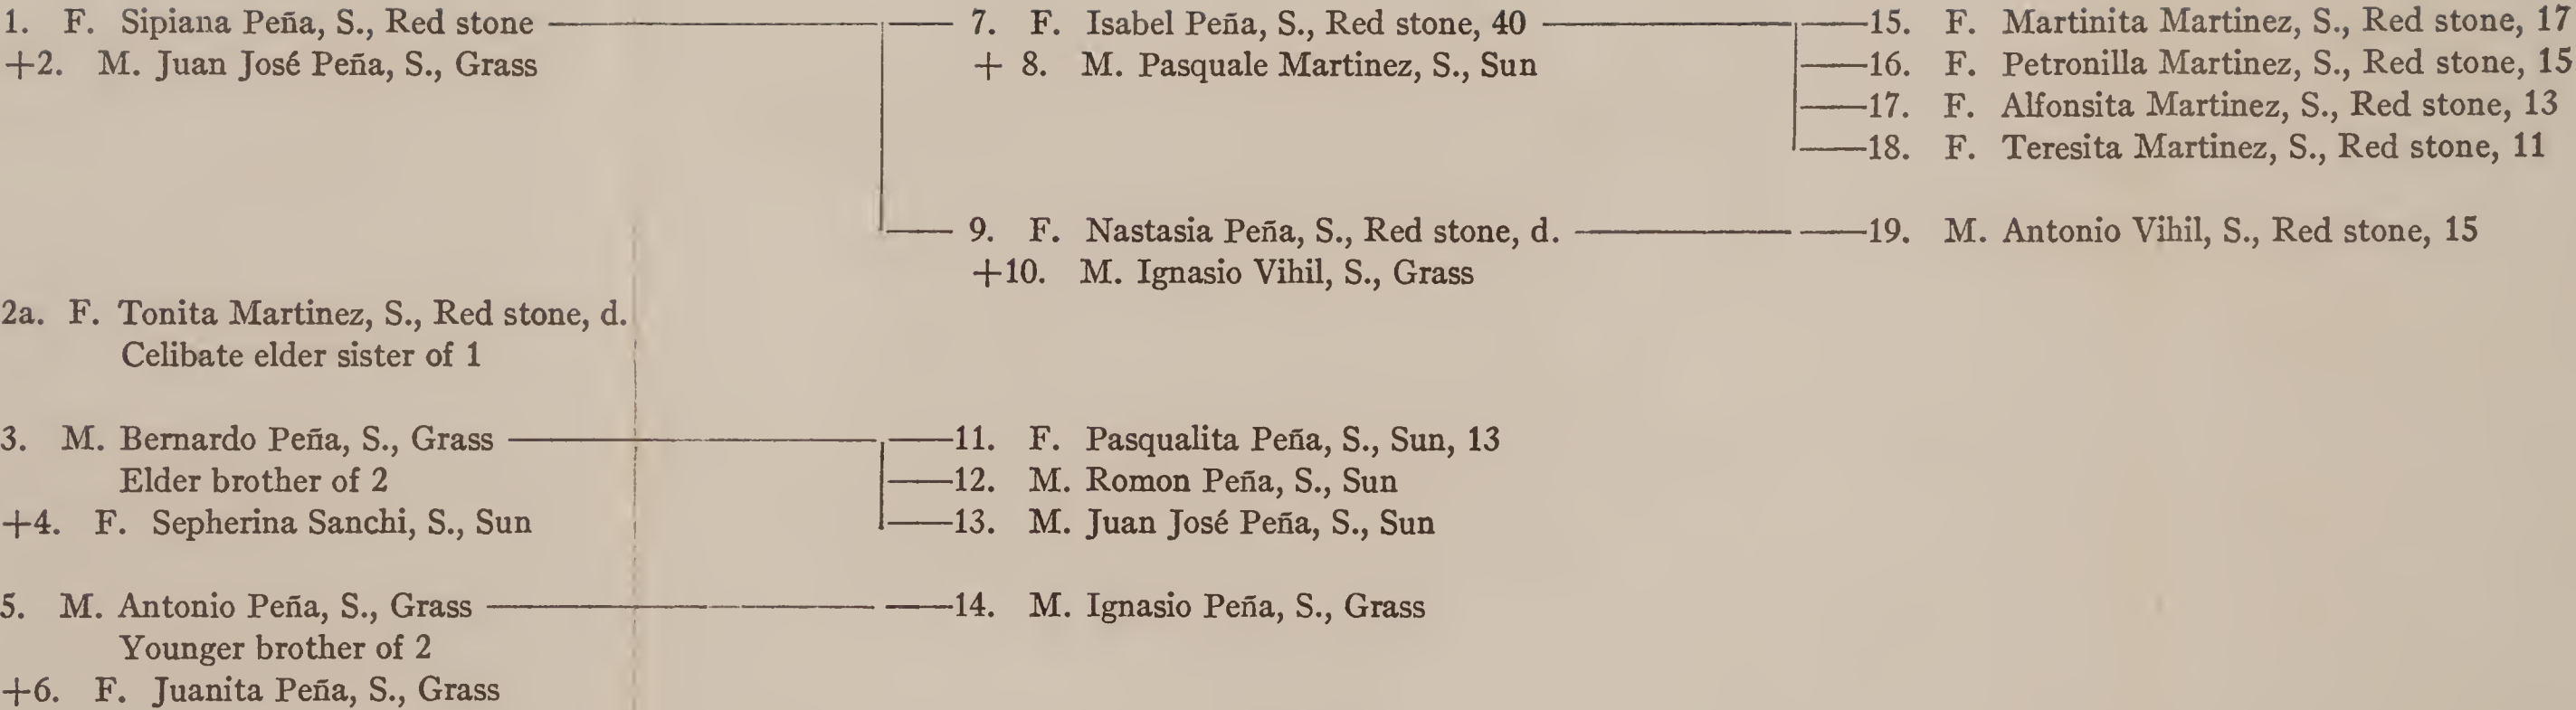 1. F. Sipiana Peña, S., Red stone
+2. M. Juan José Peña, S., Grass
7. F. Isabel Peña, S., Red stone, 40
+ 8. M. Pasquale Martinez, S., Sun
15. F. Martinita Martinez, S., Red stone, 17
16. F. Petronilla Martinez, S., Red stone, 15
17. F. Alfonsita Martinez, S., Red stone, 13
18. F. Teresita Martinez, S., Red stone, 11
9. F. Nastasia Peña, S., Red stone, d.
+10. M. Ignasio Vihil, S., Grass
19. M. Antonio Vihil, S., Red stone, 15
2a. F. Tonita Martinez, S., Red stone, d.
Celibate elder sister of 1
3. M. Bernardo Peña, S., Grass
Elder brother of 2
+4. F. Sepherina Sanchi, S., Sun
11. F. Pasqualita Peña, S., Sun, 13
12. M. Romon Peña, S., Sun
13. M. Juan José Peña, S., Sun
5. M. Antonio Peña, S., Grass
Younger brother of 2
+6. F. Juanita Peña, S., Grass
14. M. Ignasio Peña, S., Grass